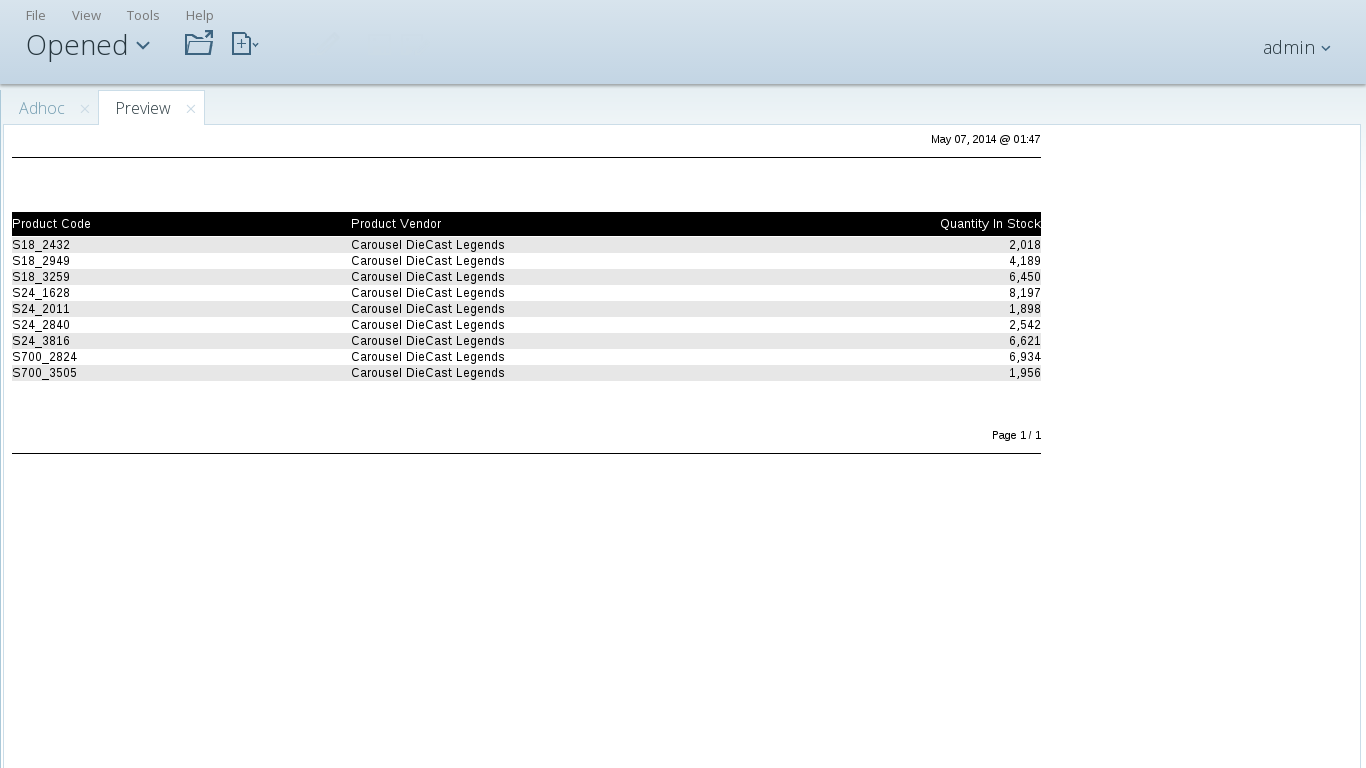 File View Tools Help
Opened admin
Adhoc × Preview ×
May 07, 2014 @ 01:47
Product Code Product Vendor Quantity In Stock
S18_2432 Carousel DieCast Legends 2,018
S18_2949 Carousel DieCast Legends 4,189
S18_3259 Carousel DieCast Legends 6,450
S24_1628 Carousel DieCast Legends 8,197
S24_2011 Carousel DieCast Legends 1,898
S24_2840 Carousel DieCast Legends 2,542
S24_3816 Carousel DieCast Legends 6,621
S700_2824 Carousel DieCast Legends 6,934
S700_3505 Carousel DieCast Legends 1,956
Page 1 / 1